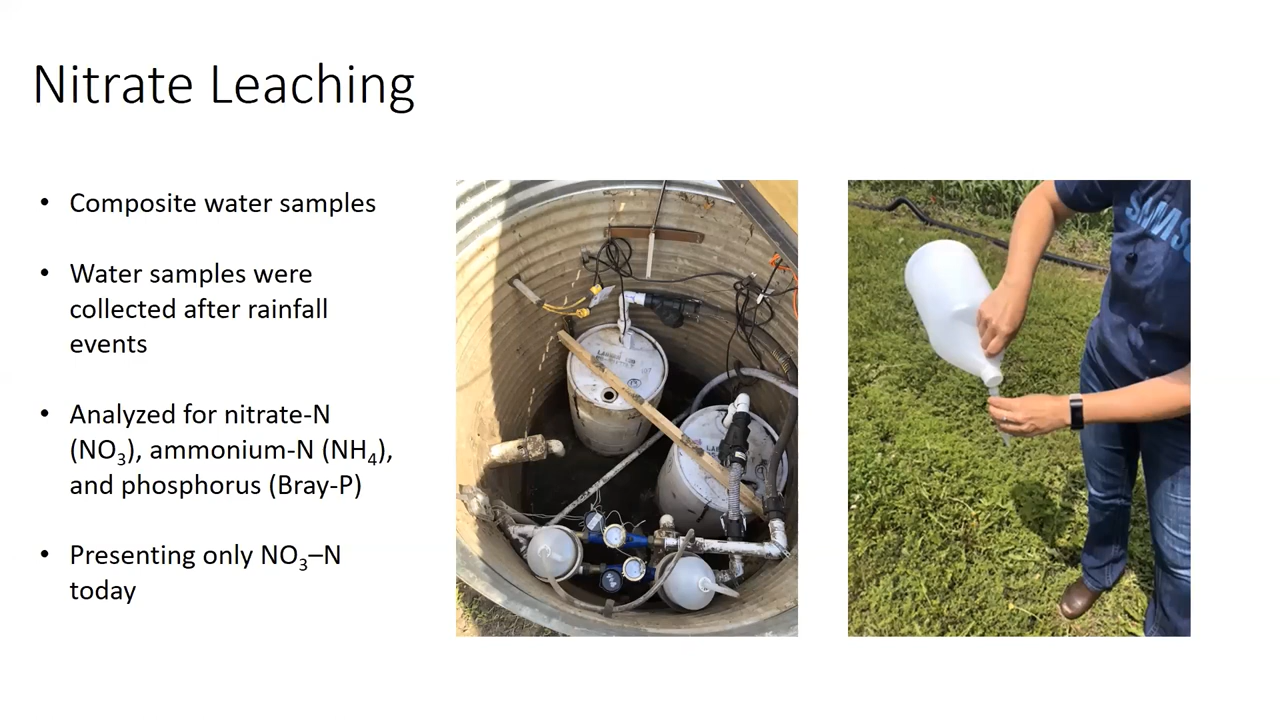 Nitrate Leaching
• Composite water samples
• Water samples were
collected after rainfall
events
• Analyzed for nitrate-N
(NO₃), ammonium-N (NH₄),
and phosphorus (Bray-P)
• Presenting only NO₃–N
today